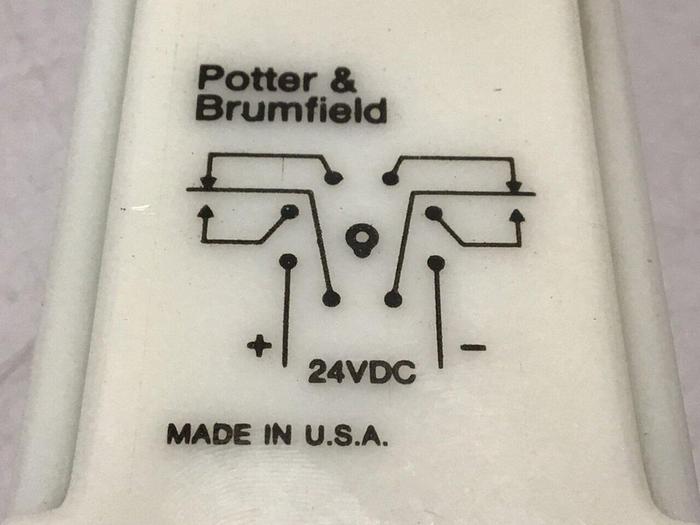 Potter &
Brumfield
+ 24VDC -
MADE IN U.S.A.